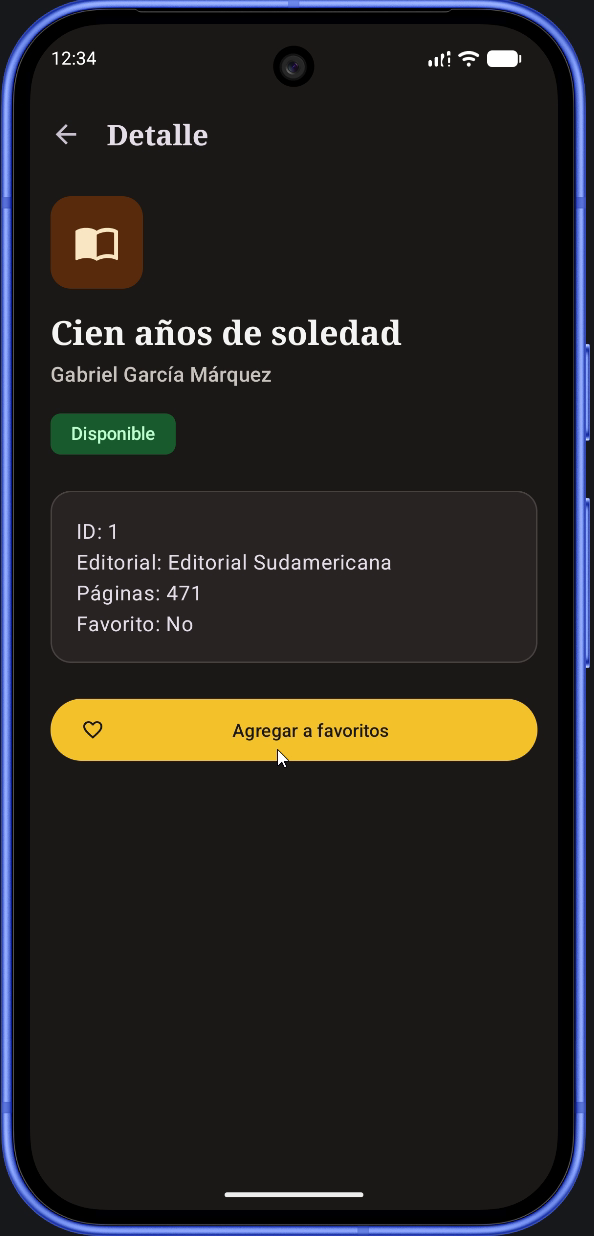 12:34
Detalle
Cien años de soledad
Gabriel García Márquez
Disponible
ID: 1
Editorial: Editorial Sudamericana
Páginas: 471
Favorito: No
Agregar a favoritos